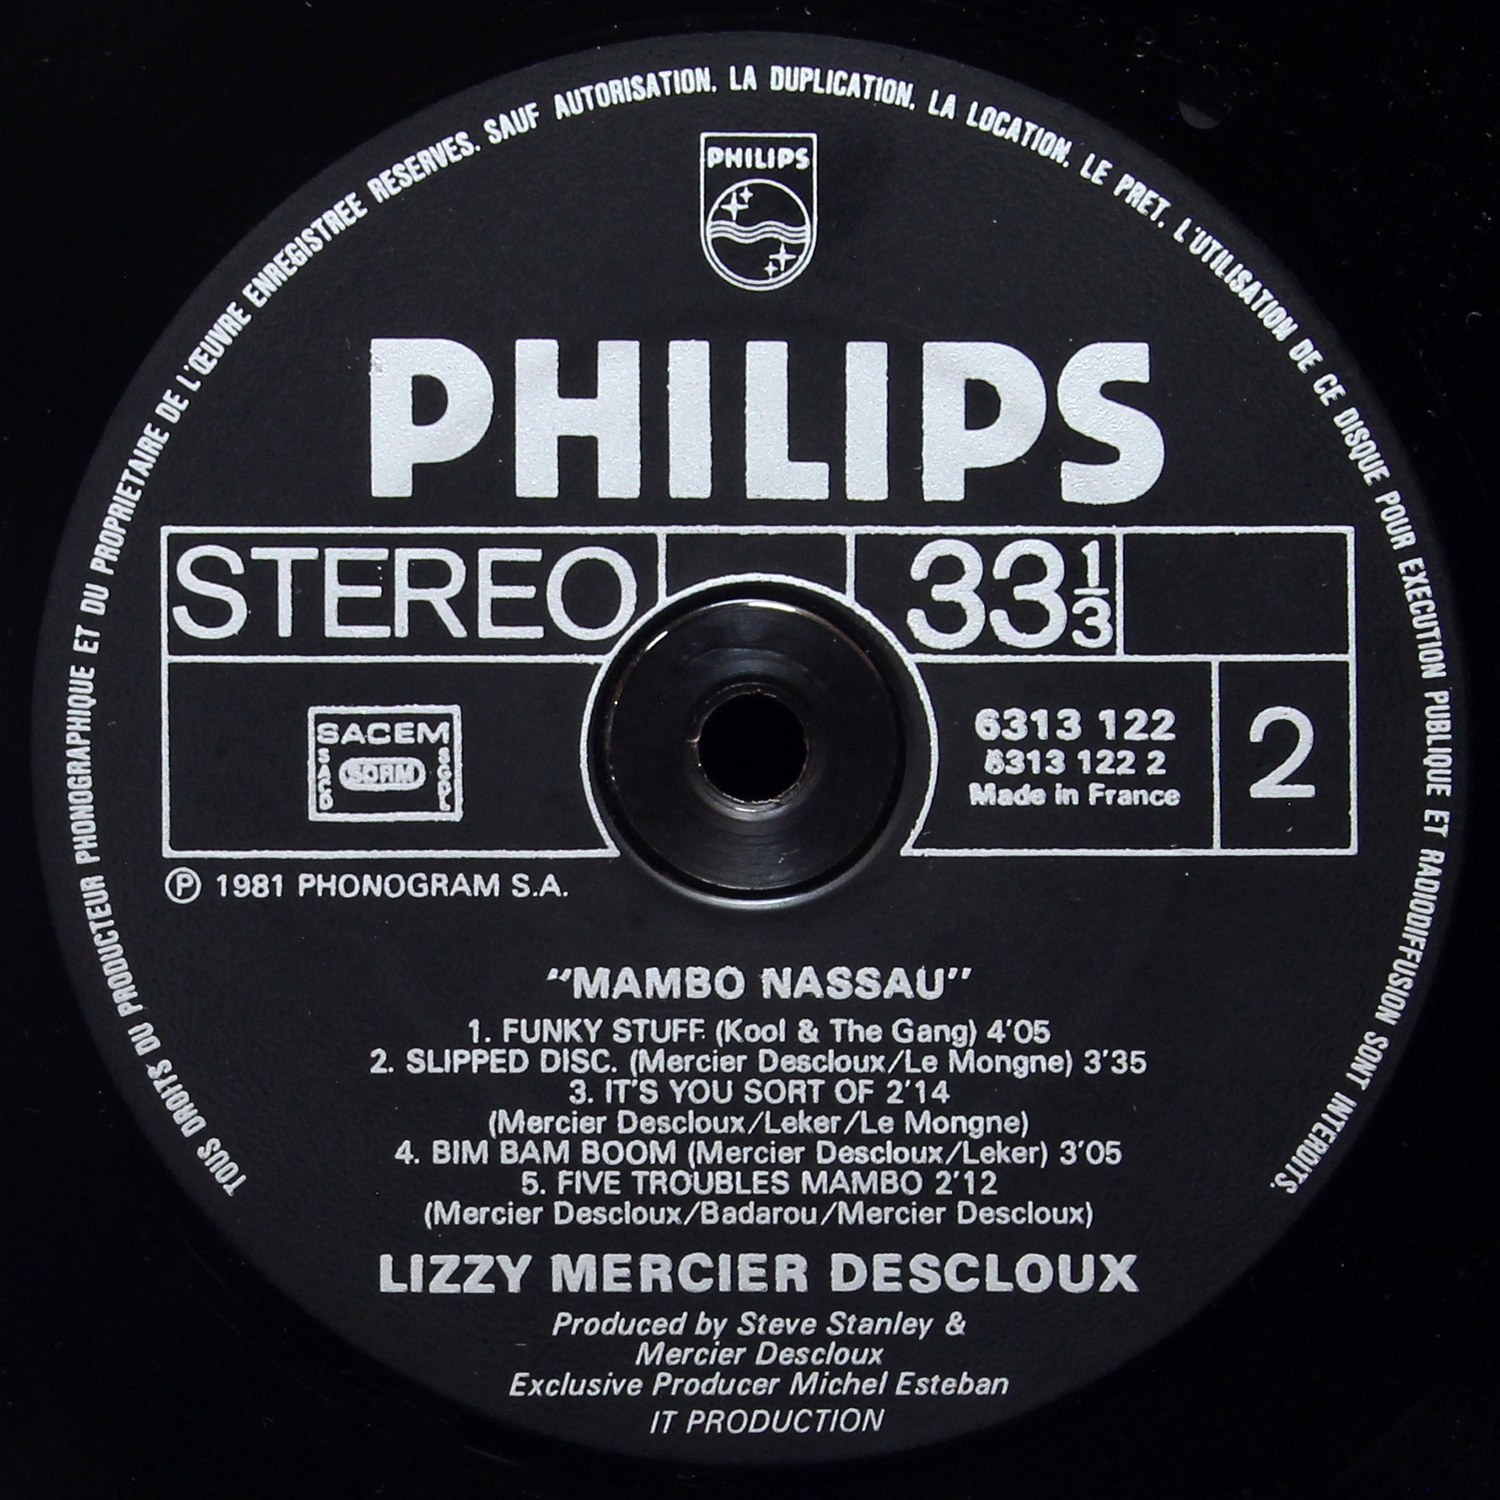 TOUS DROITS DU PRODUCTEUR PHONOGRAPHIQUE ET DU PROPRIETAIRE DE L'ŒUVRE ENREGISTREE RESERVES. SAUF AUTORISATION, LA DUPLICATION, LA LOCATION, LE PRET, L'UTILISATION DE CE DISQUE POUR EXECUTION PUBLIQUE ET RADIODIFFUSION SONT INTERDITS.
PHILIPS
PHILIPS
STEREO
33 1/3
SACEM
SACD
SDRM
SGDL
6313 122
6313 122 2
Made in France
2
℗ 1981 PHONOGRAM S.A.
"MAMBO NASSAU"
1. FUNKY STUFF (Kool & The Gang) 4'05
2. SLIPPED DISC. (Mercier Descloux/Le Mongne) 3'35
3. IT'S YOU SORT OF 2'14
(Mercier Descloux/Leker/Le Mongne)
4. BIM BAM BOOM (Mercier Descloux/Leker) 3'05
5. FIVE TROUBLES MAMBO 2'12
(Mercier Descloux/Badarou/Mercier Descloux)
LIZZY MERCIER DESCLOUX
Produced by Steve Stanley &
Mercier Descloux
Exclusive Producer Michel Esteban
IT PRODUCTION